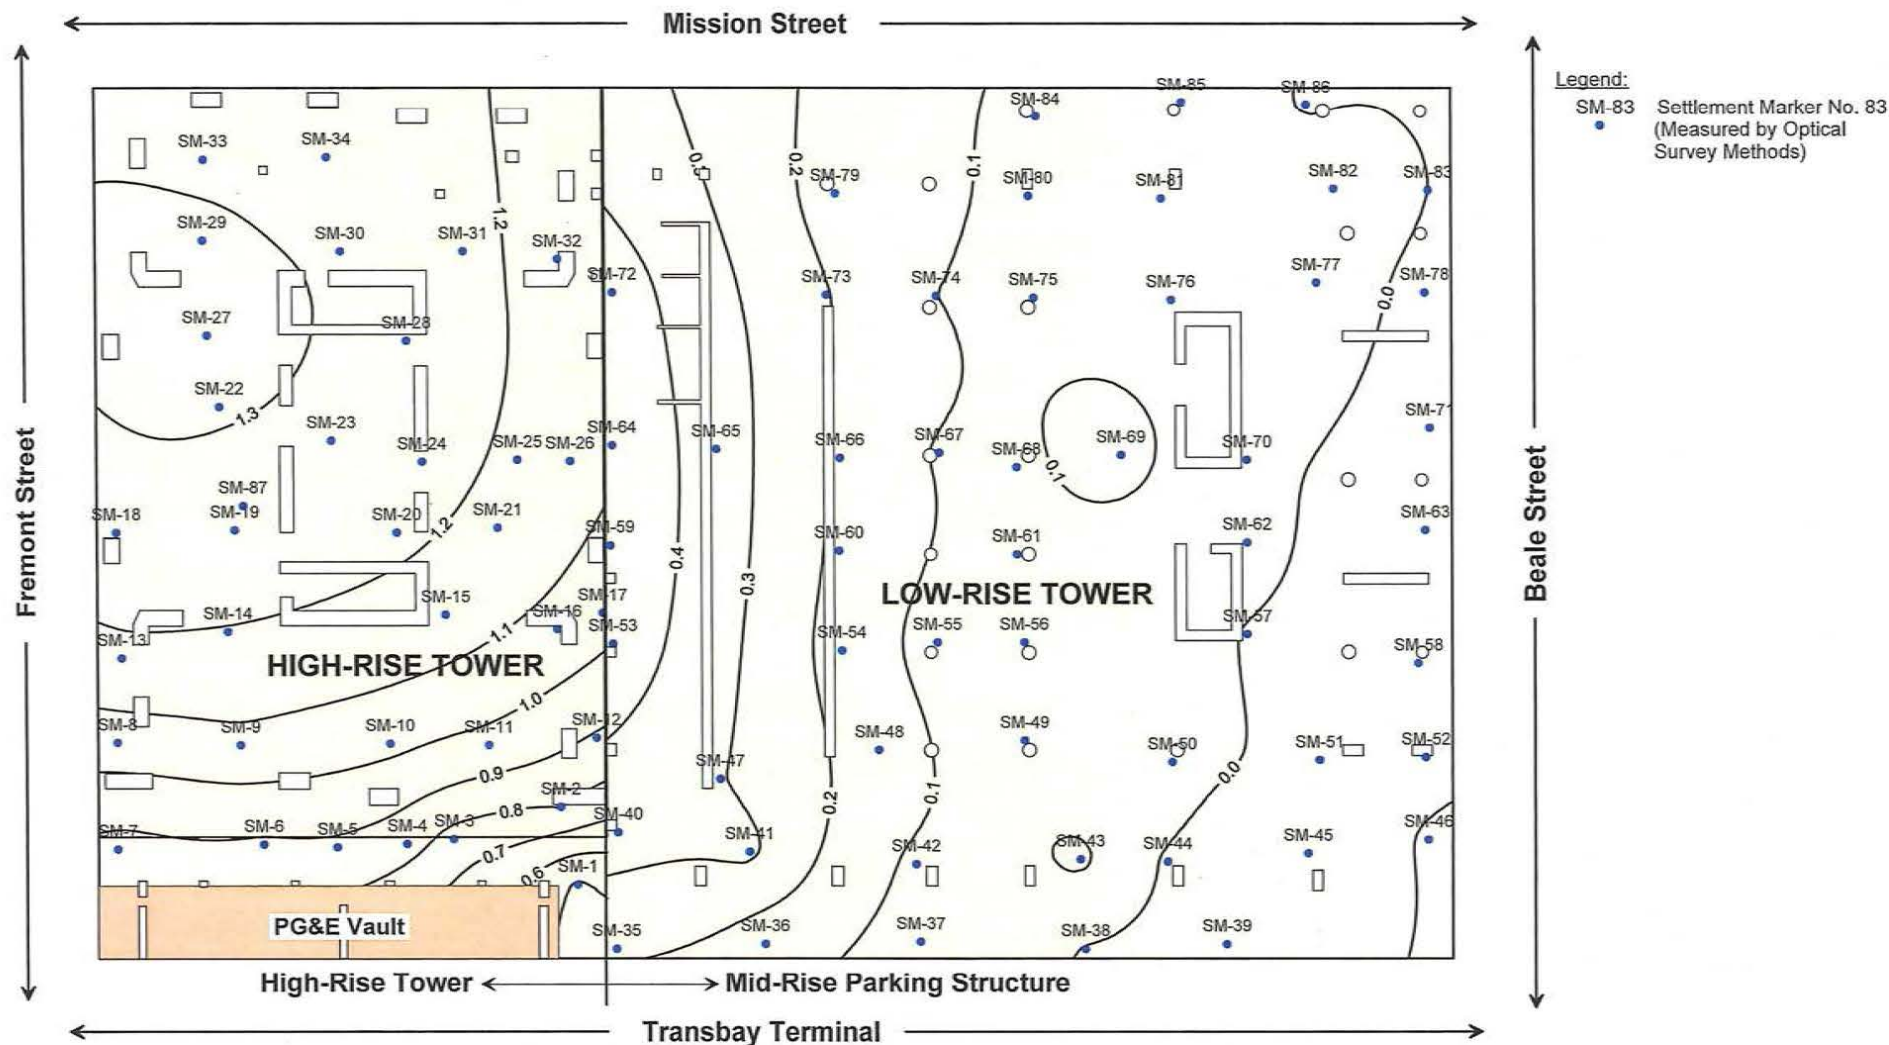 Mission Street
Legend:
SM-83 Settlement Marker No. 83
(Measured by Optical
Survey Methods)
Fremont Street
Beale Street
SM-84
SM-85
SM-86
SM-33
SM-34
0.2
0.1
SM-79
SM-80
SM-81
SM-82
SM-83
SM-29
SM-30
SM-31
1.2
SM-32
SM-72
SM-73
SM-74
SM-75
SM-76
SM-77
SM-78
0.0
SM-27
SM-28
SM-22
1.3
SM-23
SM-24
SM-25
SM-26
SM-64
SM-65
SM-66
SM-67
SM-68
SM-69
0.1
SM-70
SM-71
SM-87
SM-18
SM-19
SM-20
1.2
SM-21
SM-59
SM-60
SM-61
SM-62
SM-63
0.4
0.3
LOW-RISE TOWER
SM-13
SM-14
SM-15
SM-16
SM-17
1.1
SM-53
SM-54
SM-55
SM-56
SM-57
SM-58
HIGH-RISE TOWER
1.0
SM-8
SM-9
SM-10
SM-11
SM-12
SM-47
SM-48
SM-49
SM-50
SM-51
SM-52
0.9
0.0
SM-2
0.8
0.2
0.1
SM-7
SM-6
SM-5
SM-4
SM-3
SM-40
SM-41
SM-42
SM-43
SM-44
SM-45
SM-46
0.7
0.6
SM-1
PG&E Vault
SM-35
SM-36
SM-37
SM-38
SM-39
High-Rise Tower
Mid-Rise Parking Structure
Transbay Terminal